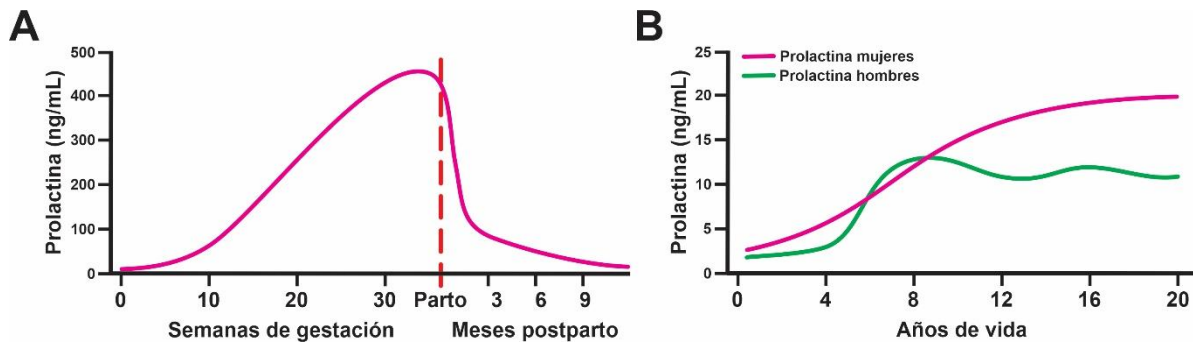 A
Prolactina (ng/mL)
500
400
300
200
100
0
0 10 20 30 Parto 3 6 9
Semanas de gestación Meses postparto
B
Prolactina mujeres
Prolactina hombres
Prolactina (ng/mL)
25
20
15
10
5
0
0 4 8 12 16 20
Años de vida